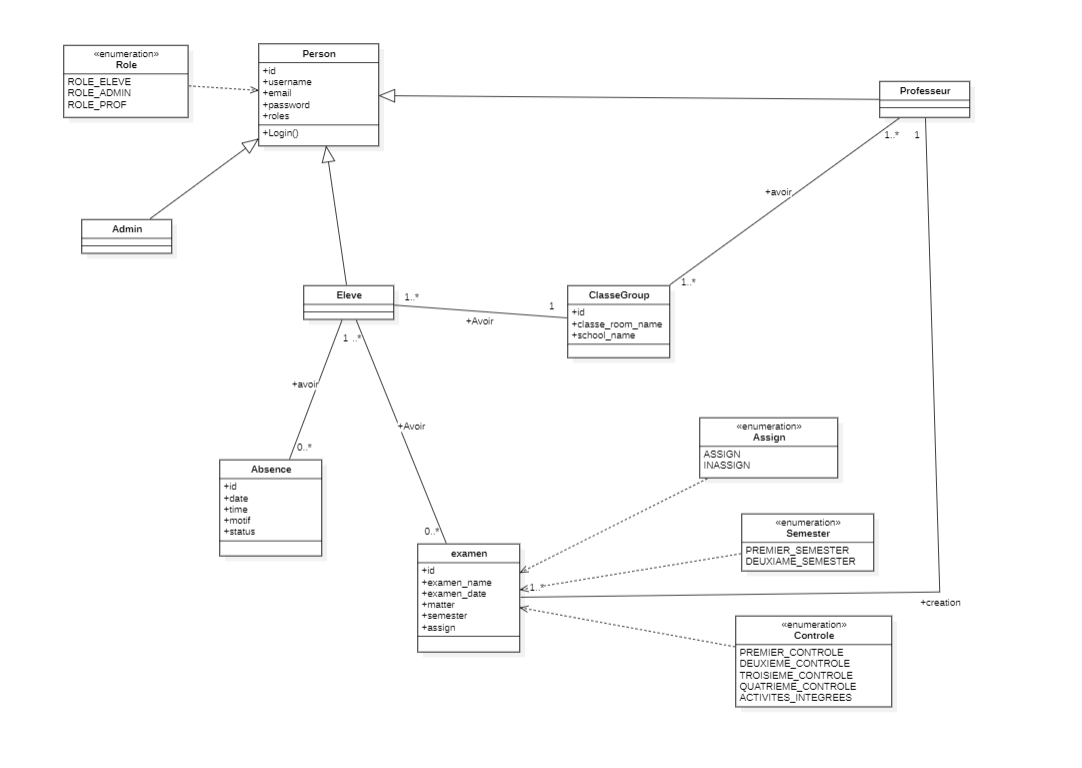 «enumeration»
Role
ROLE_ELEVE
ROLE_ADMIN
ROLE_PROF
Person
+id
+username
+email
+password
+roles
+Login()
Professeur
1..*
1
+avoir
1..*
Admin
Eleve
1..*
1
+Avoir
ClasseGroup
+id
+classe_room_name
+school_name
1 ..*
+avoir
0..*
+Avoir
0..*
Absence
+id
+date
+time
+motif
+status
examen
+id
+examen_name
+examen_date
+matter
+semester
+assign
«enumeration»
Assign
ASSIGN
INASSIGN
«enumeration»
Semester
PREMIER_SEMESTER
DEUXIAME_SEMESTER
1..*
+creation
«enumeration»
Controle
PREMIER_CONTROLE
DEUXIEME_CONTROLE
TROISIEME_CONTROLE
QUATRIEME_CONTROLE
ACTIVITES_INTEGREES